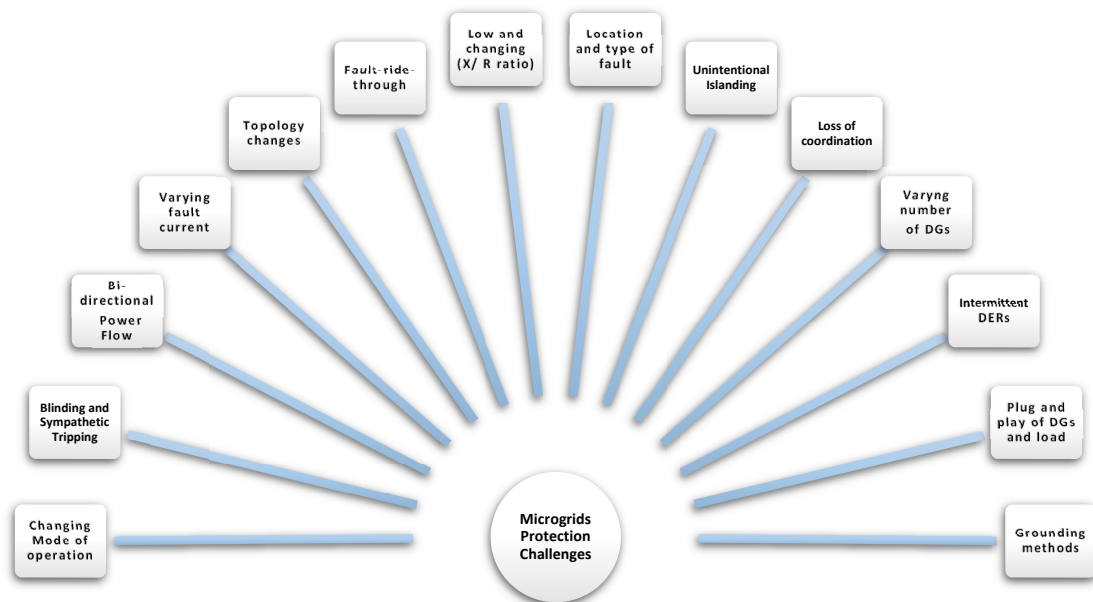 Low and
changing
(X/ R ratio)
Location
and type of
fault
Fault-ride-
through
Unintentional
Islanding
Topology
changes
Loss of
coordination
Varying
fault
current
Varyng
number
of DGs
Bi-
directional
Power
Flow
Intermittent
DERs
Blinding and
Sympathetic
Tripping
Plug and
play of DGs
and load
Changing
Mode of
operation
Microgrids
Protection
Challenges
Grounding
methods